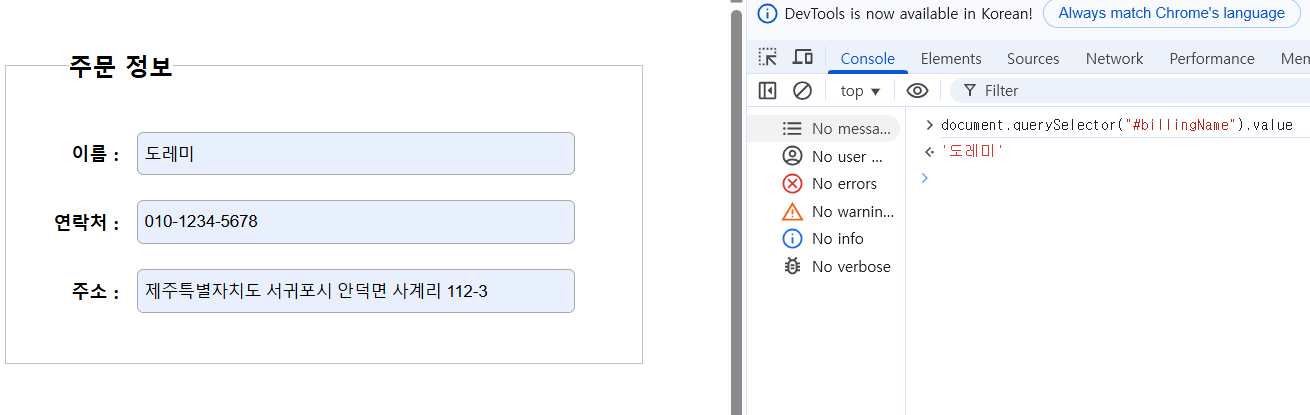 주문 정보
이름 : 도레미
연락처 : 010-1234-5678
주소 : 제주특별자치도 서귀포시 안덕면 사계리 112-3
DevTools is now available in Korean! Always match Chrome's language
Console Elements Sources Network Performance Mem
top ▼ Filter
No messa...
No user ...
No errors
No warnin...
No info
No verbose
> document.querySelector("#billingName").value
<· '도레미'
>